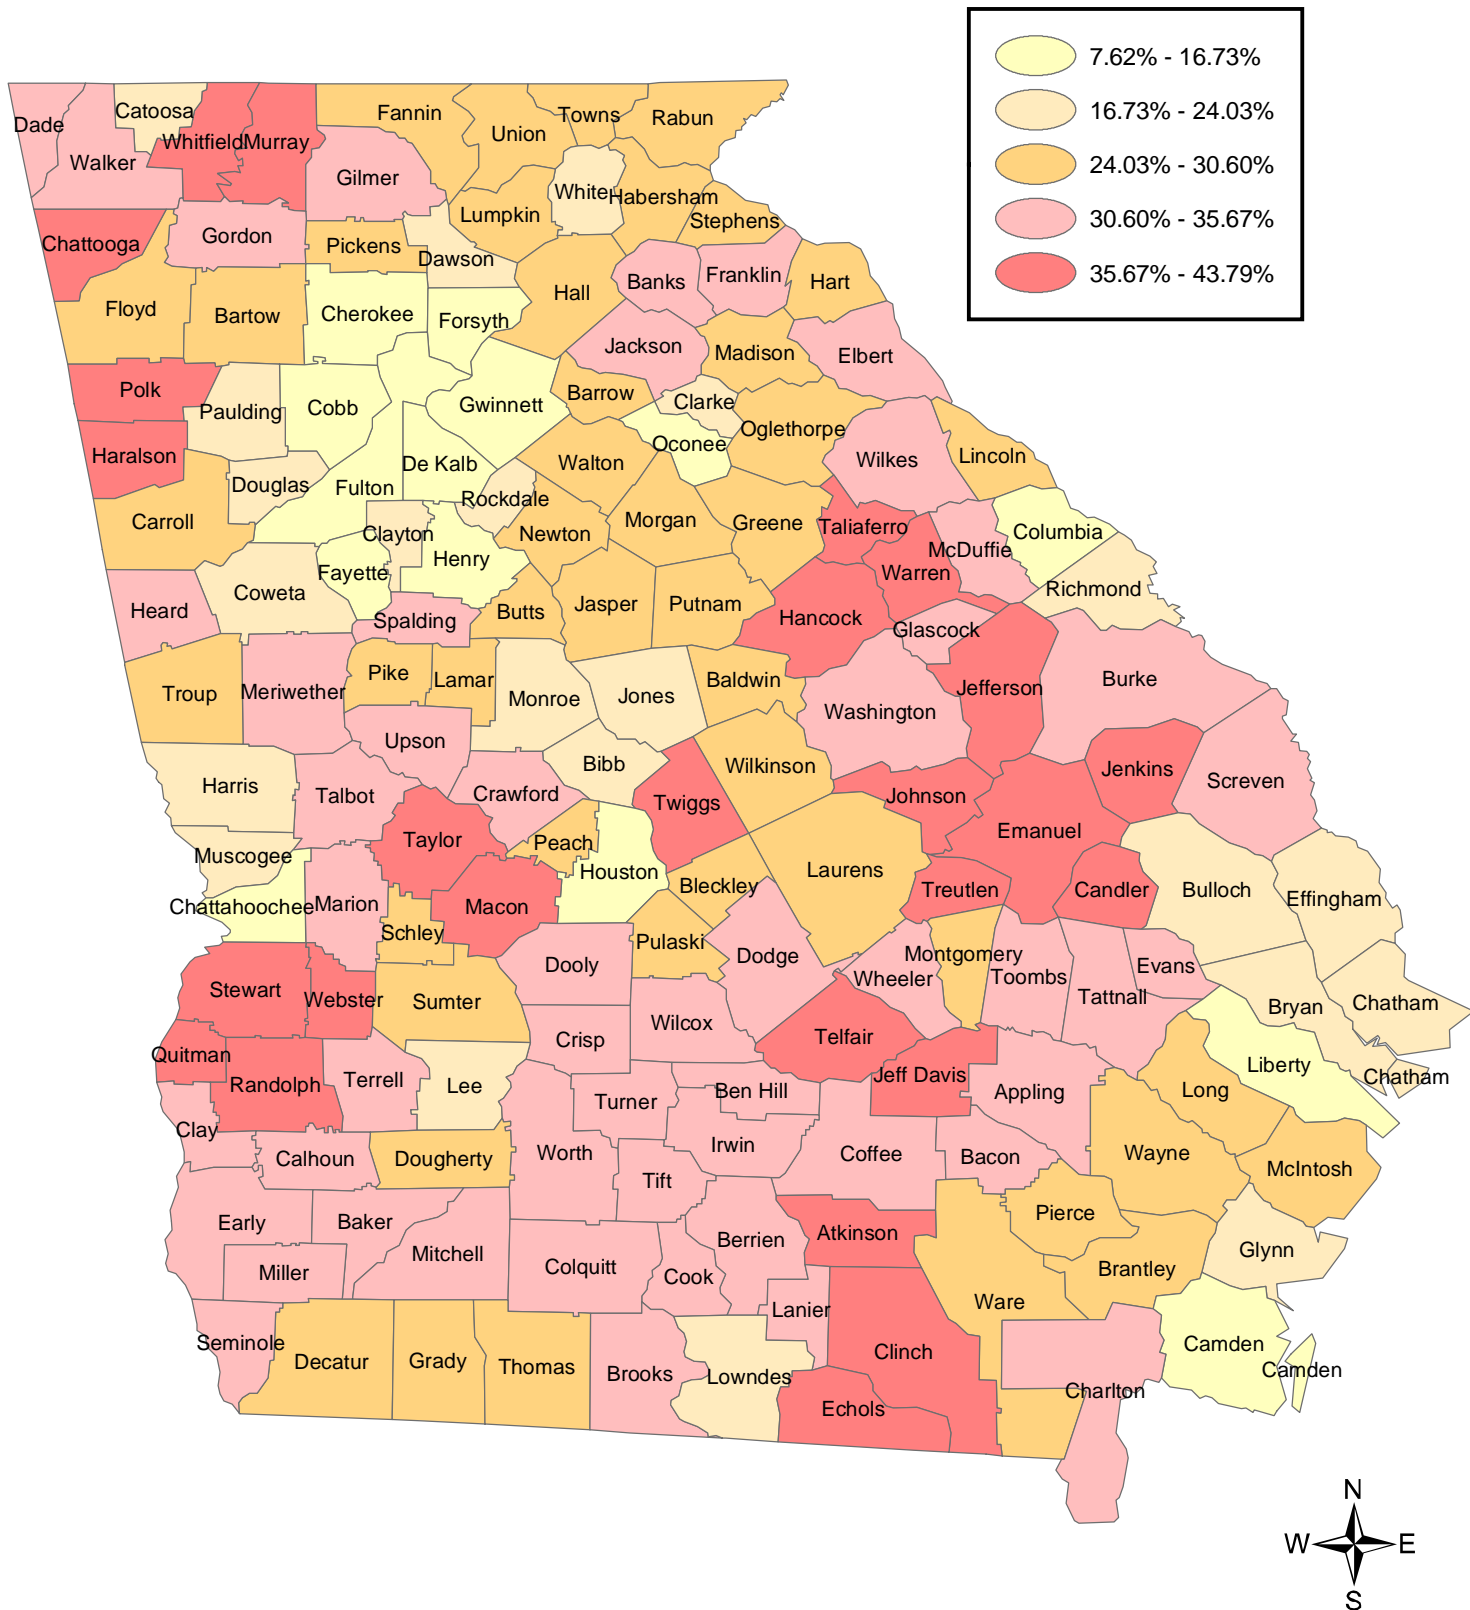 7.62% - 16.73%
16.73% - 24.03%
24.03% - 30.60%
30.60% - 35.67%
35.67% - 43.79%
Dade
Walker
Catoosa
Whitfield
Murray
Fannin
Union
Towns
Rabun
Gilmer
White
Habersham
Stephens
Lumpkin
Chattooga
Gordon
Pickens
Dawson
Banks
Franklin
Hart
Floyd
Bartow
Cherokee
Forsyth
Hall
Jackson
Madison
Elbert
Polk
Paulding
Cobb
Gwinnett
Barrow
Clarke
Oconee
Oglethorpe
Wilkes
Lincoln
Haralson
Douglas
Fulton
De Kalb
Rockdale
Walton
Morgan
Greene
Taliaferro
McDuffie
Columbia
Carroll
Clayton
Henry
Newton
Warren
Richmond
Coweta
Fayette
Heard
Spalding
Butts
Jasper
Putnam
Hancock
Glascock
Troup
Meriwether
Pike
Lamar
Monroe
Jones
Baldwin
Washington
Jefferson
Burke
Upson
Bibb
Wilkinson
Harris
Talbot
Crawford
Twiggs
Johnson
Jenkins
Screven
Taylor
Peach
Emanuel
Muscogee
Houston
Bleckley
Laurens
Treutlen
Candler
Bulloch
Effingham
Chattahoochee
Marion
Macon
Schley
Pulaski
Dodge
Montgomery
Wheeler
Toombs
Tattnall
Evans
Bryan
Chatham
Stewart
Webster
Sumter
Dooly
Crisp
Wilcox
Telfair
Quitman
Randolph
Terrell
Lee
Turner
Ben Hill
Jeff Davis
Appling
Long
Liberty
Chatham
Clay
Calhoun
Dougherty
Worth
Irwin
Tift
Coffee
Bacon
Wayne
McIntosh
Early
Baker
Mitchell
Colquitt
Berrien
Cook
Atkinson
Pierce
Brantley
Glynn
Miller
Lanier
Ware
Seminole
Decatur
Grady
Thomas
Brooks
Lowndes
Clinch
Echols
Charlton
Camden
Camden
N
W
E
S